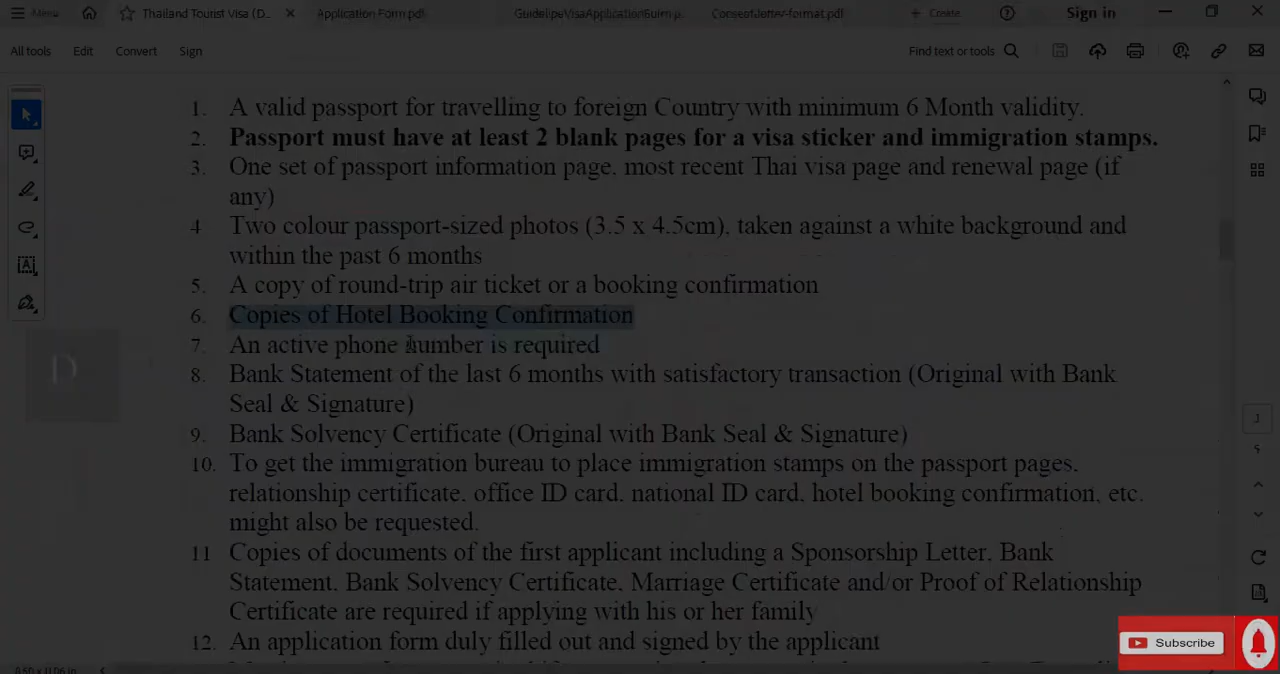 Menu Thailand Tourist Visa (D... Application Form.pdf Create Sign in
All tools Edit Convert Sign Find text or tools
1. A valid passport for travelling to foreign Country with minimum 6 Month validity.
2. Passport must have at least 2 blank pages for a visa sticker and immigration stamps.
3. One set of passport information page, most recent Thai visa page and renewal page (if
any)
4 Two colour passport-sized photos (3.5 x 4.5cm), taken against a white background and
within the past 6 months
5. A copy of round-trip air ticket or a booking confirmation
6. Copies of Hotel Booking Confirmation
7. An active phone number is required
8. Bank Statement of the last 6 months with satisfactory transaction (Original with Bank
Seal & Signature)
9. Bank Solvency Certificate (Original with Bank Seal & Signature)
10. To get the immigration bureau to place immigration stamps on the passport pages,
relationship certificate, office ID card, national ID card, hotel booking confirmation, etc.
might also be requested.
11 Copies of documents of the first applicant including a Sponsorship Letter, Bank
Statement, Bank Solvency Certificate, Marriage Certificate and/or Proof of Relationship
Certificate are required if applying with his or her family
12. An application form duly filled out and signed by the applicant
D
5
Subscribe